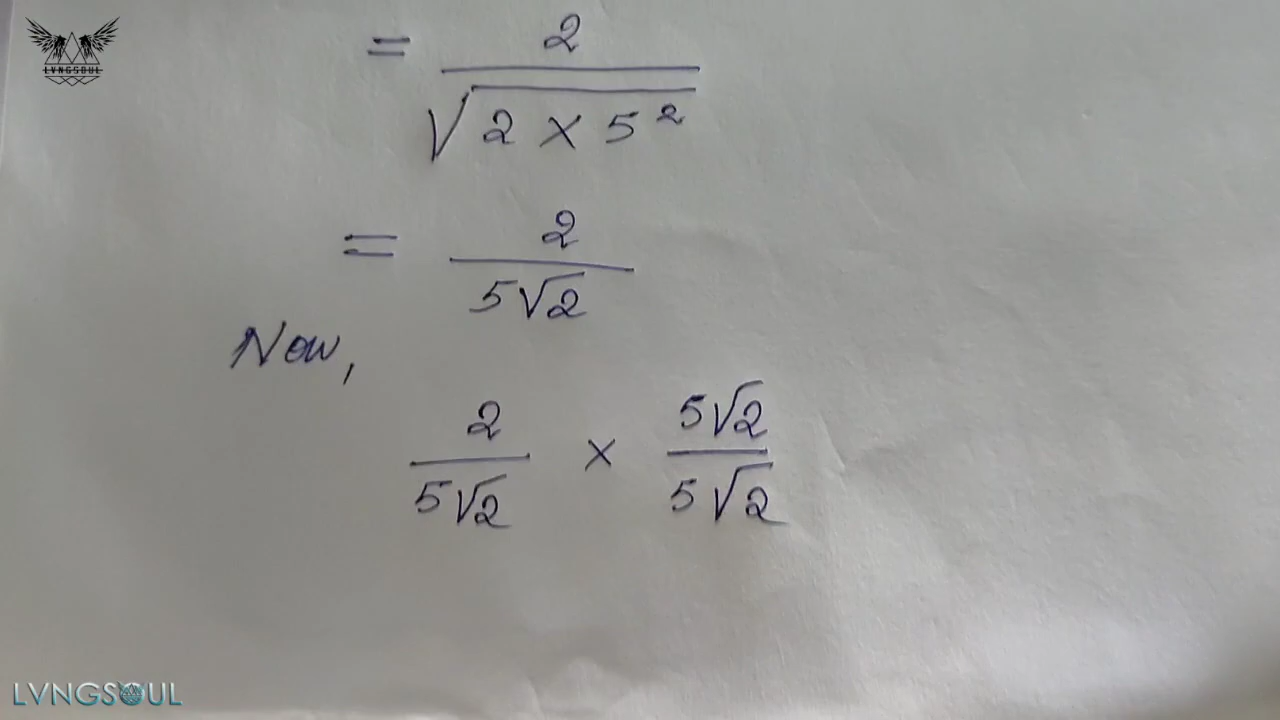 LVNGSOUL
= 2 / √(2 × 5²)
= 2 / 5√2
Now,
2 / 5√2 × 5√2 / 5√2
LVNGSOUL